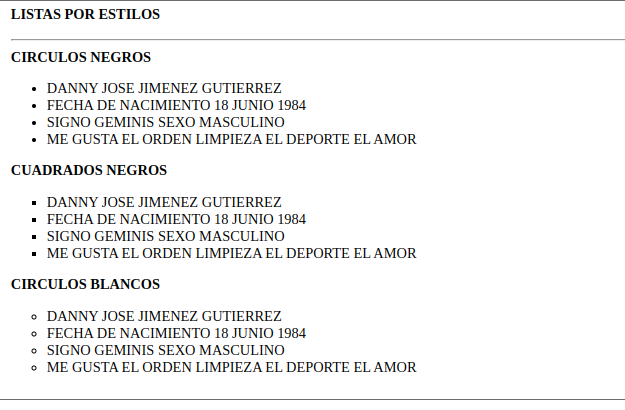 LISTAS POR ESTILOS
CIRCULOS NEGROS
DANNY JOSE JIMENEZ GUTIERREZ
FECHA DE NACIMIENTO 18 JUNIO 1984
SIGNO GEMINIS SEXO MASCULINO
ME GUSTA EL ORDEN LIMPIEZA EL DEPORTE EL AMOR
CUADRADOS NEGROS
DANNY JOSE JIMENEZ GUTIERREZ
FECHA DE NACIMIENTO 18 JUNIO 1984
SIGNO GEMINIS SEXO MASCULINO
ME GUSTA EL ORDEN LIMPIEZA EL DEPORTE EL AMOR
CIRCULOS BLANCOS
DANNY JOSE JIMENEZ GUTIERREZ
FECHA DE NACIMIENTO 18 JUNIO 1984
SIGNO GEMINIS SEXO MASCULINO
ME GUSTA EL ORDEN LIMPIEZA EL DEPORTE EL AMOR